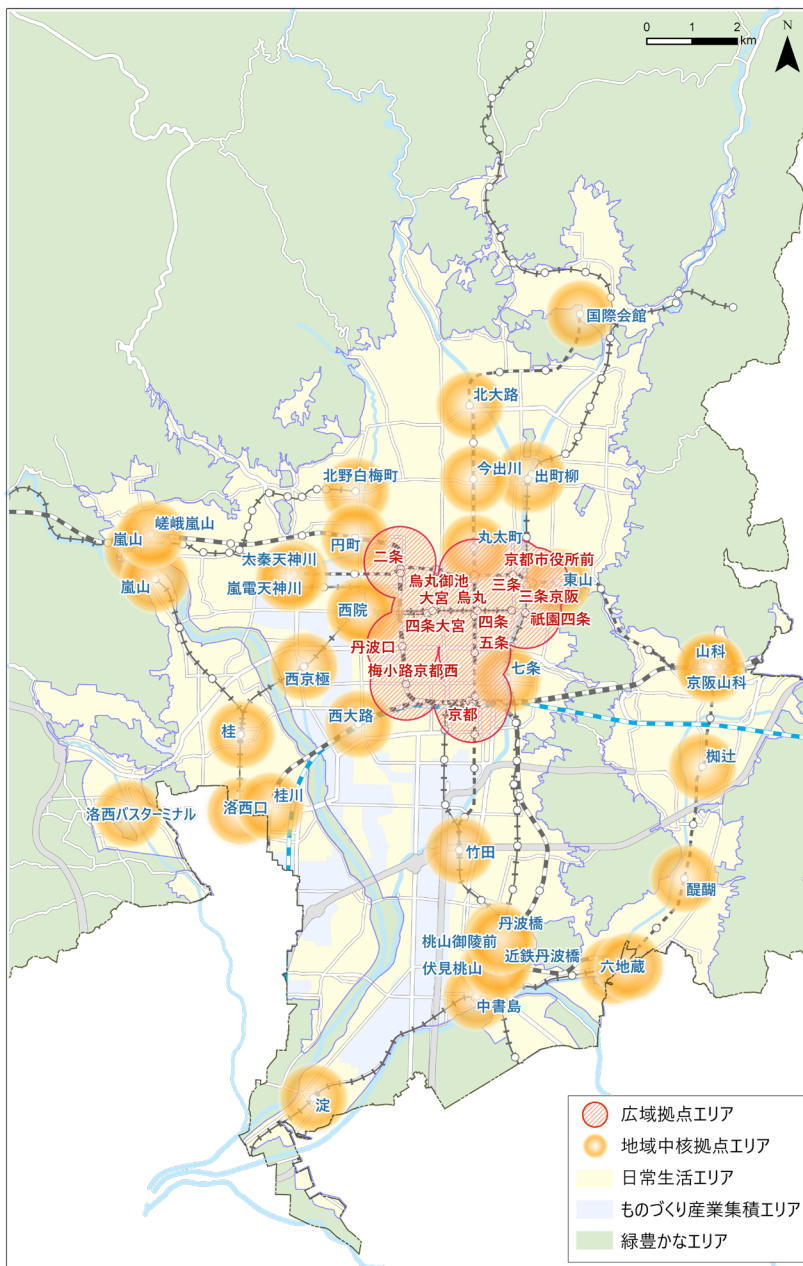 0 1 2
km
N
国際会館
北大路
北野白梅町
今出川
出町柳
嵯峨嵐山
嵐山
太秦天神川
円町
丸太町
京都市役所前
二条
嵐山
嵐電天神川
烏丸御池
三条
東山
大宮
烏丸
三条京阪
西院
四条大宮
四条
祇園四条
丹波口
五条
山科
西京極
梅小路京都西
七条
京阪山科
西大路
京都
桂
椥辻
洛西バスターミナル
洛西口
桂川
竹田
醍醐
丹波橋
桃山御陵前
近鉄丹波橋
伏見桃山
六地蔵
中書島
淀
広域拠点エリア
地域中核拠点エリア
日常生活エリア
ものづくり産業集積エリア
緑豊かなエリア